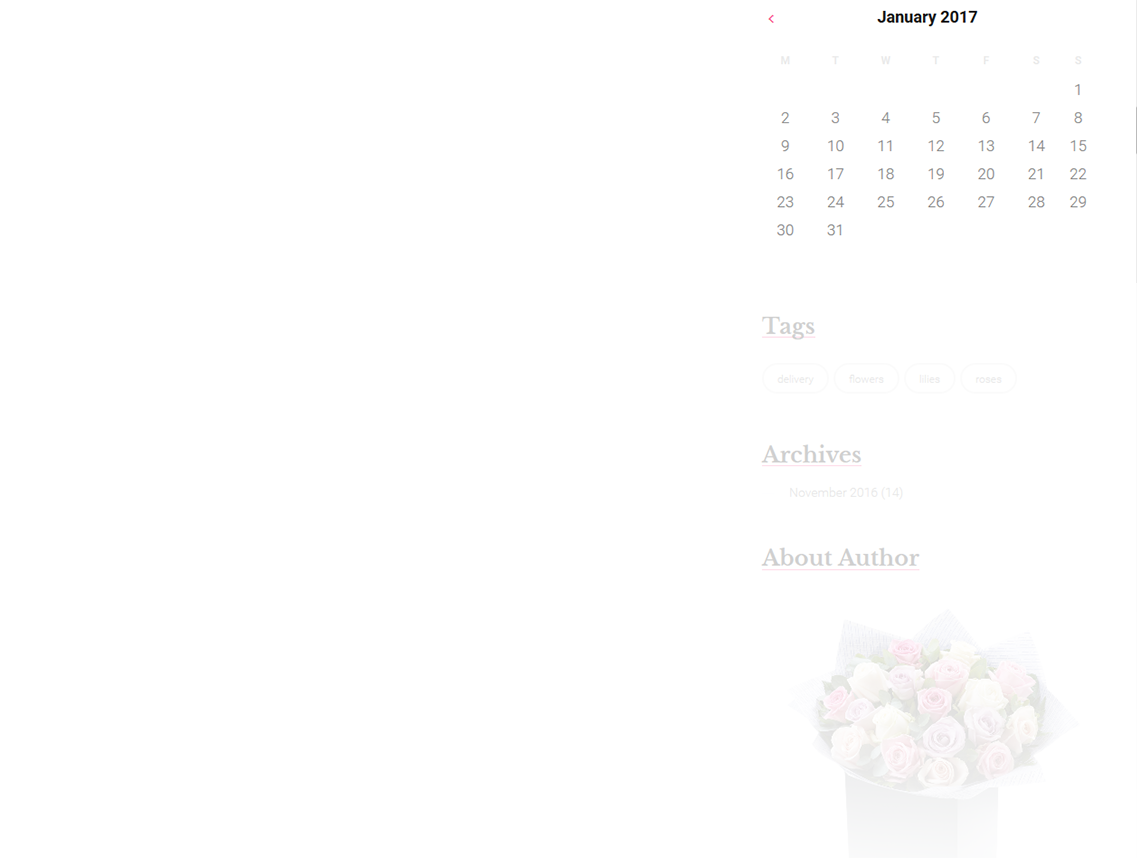 January 2017
M T W T F S S
1
2 3 4 5 6 7 8
9 10 11 12 13 14 15
16 17 18 19 20 21 22
23 24 25 26 27 28 29
30 31
Tags
delivery flowers lillies roses
Archives
November 2016 (14)
About Author